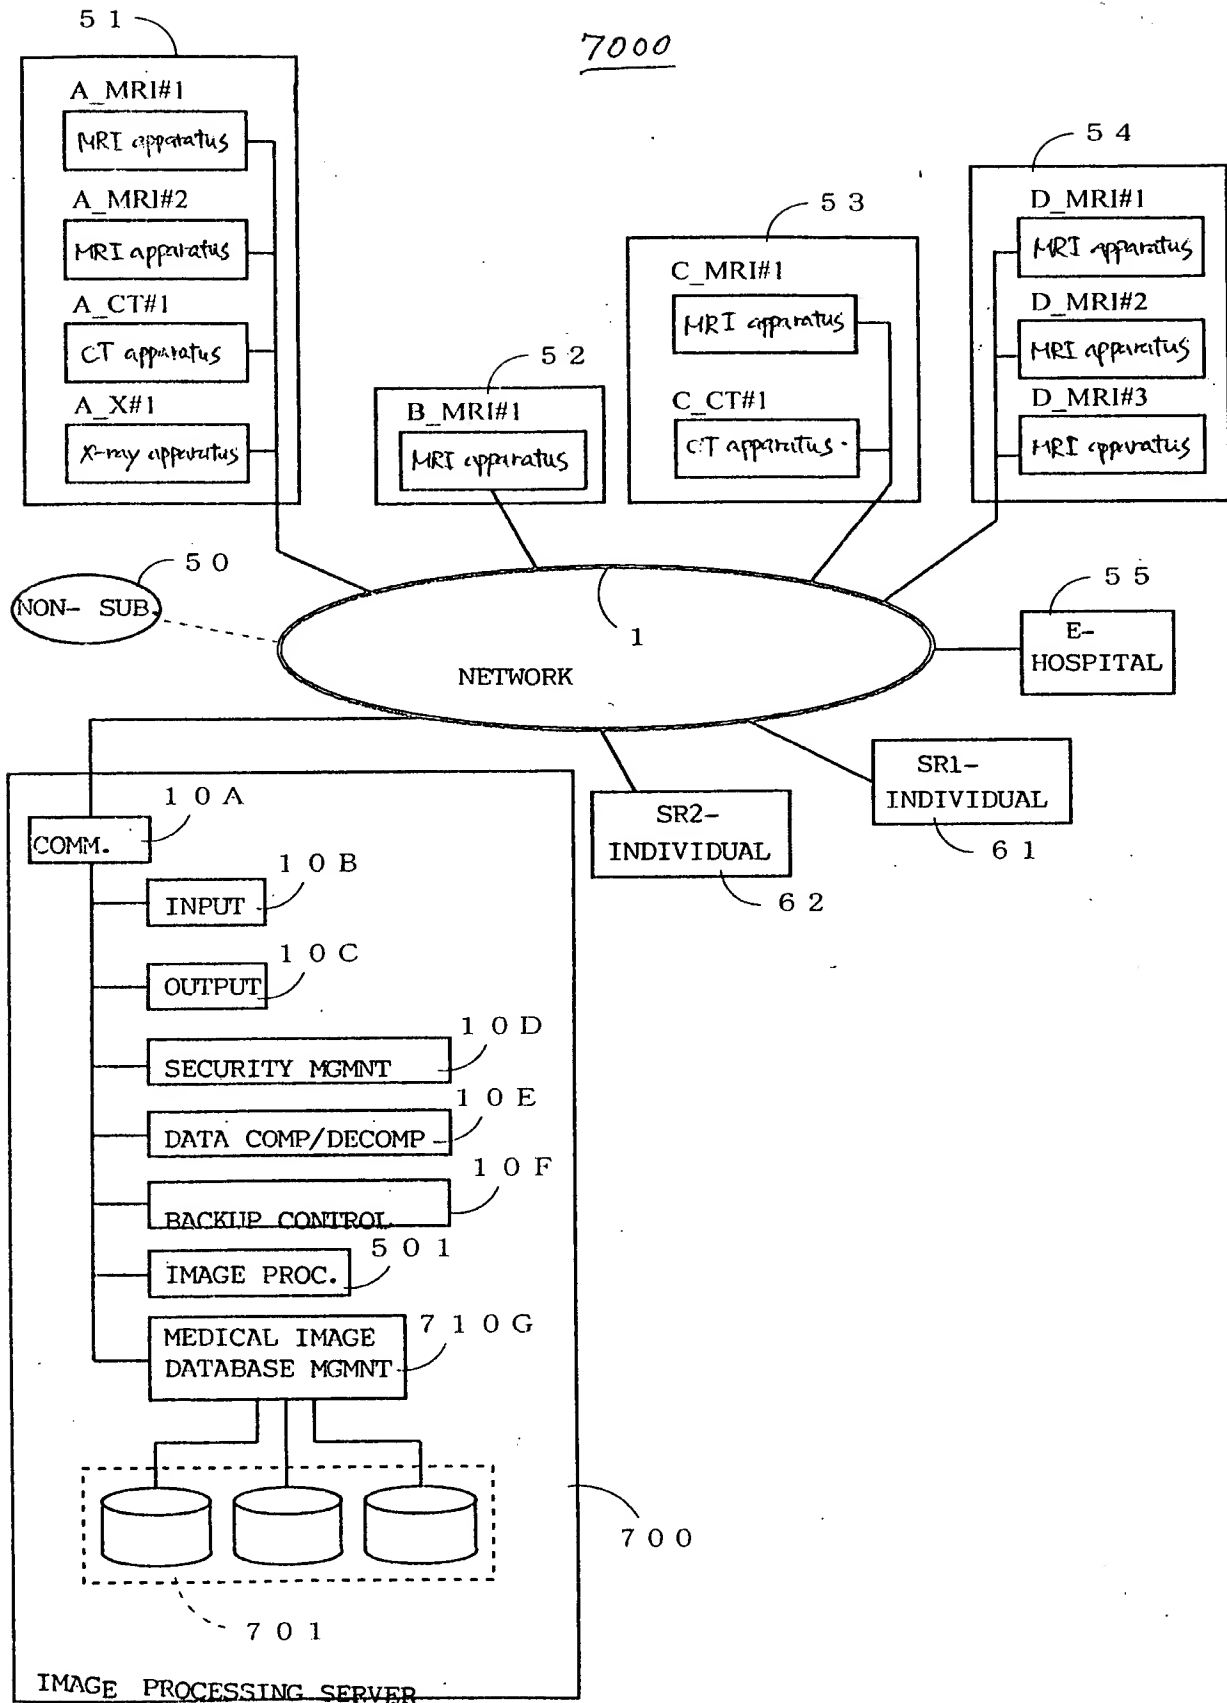 5 1
7000
A_MRI#1
MRI apparatus
A_MRI#2
MRI apparatus
A_CT#1
CT apparatus
A_X#1
X-ray apparatus
5 2
B_MRI#1
MRI apparatus
5 3
C_MRI#1
MRI apparatus
C_CT#1
CT apparatus
5 4
D_MRI#1
MRI apparatus
D_MRI#2
MRI apparatus
D_MRI#3
MRI apparatus
5 0
NON- SUB.
1
NETWORK
5 5
E-
HOSPITAL
SR1-
INDIVIDUAL
6 1
SR2-
INDIVIDUAL
6 2
1 0 A
COMM.
1 0 B
INPUT
1 0 C
OUTPUT
1 0 D
SECURITY MGMNT
1 0 E
DATA COMP/DECOMP
1 0 F
BACKUP CONTROL
5 0 1
IMAGE PROC.
7 1 0 G
MEDICAL IMAGE
DATABASE MGMNT
7 0 0
7 0 1
IMAGE PROCESSING SERVER